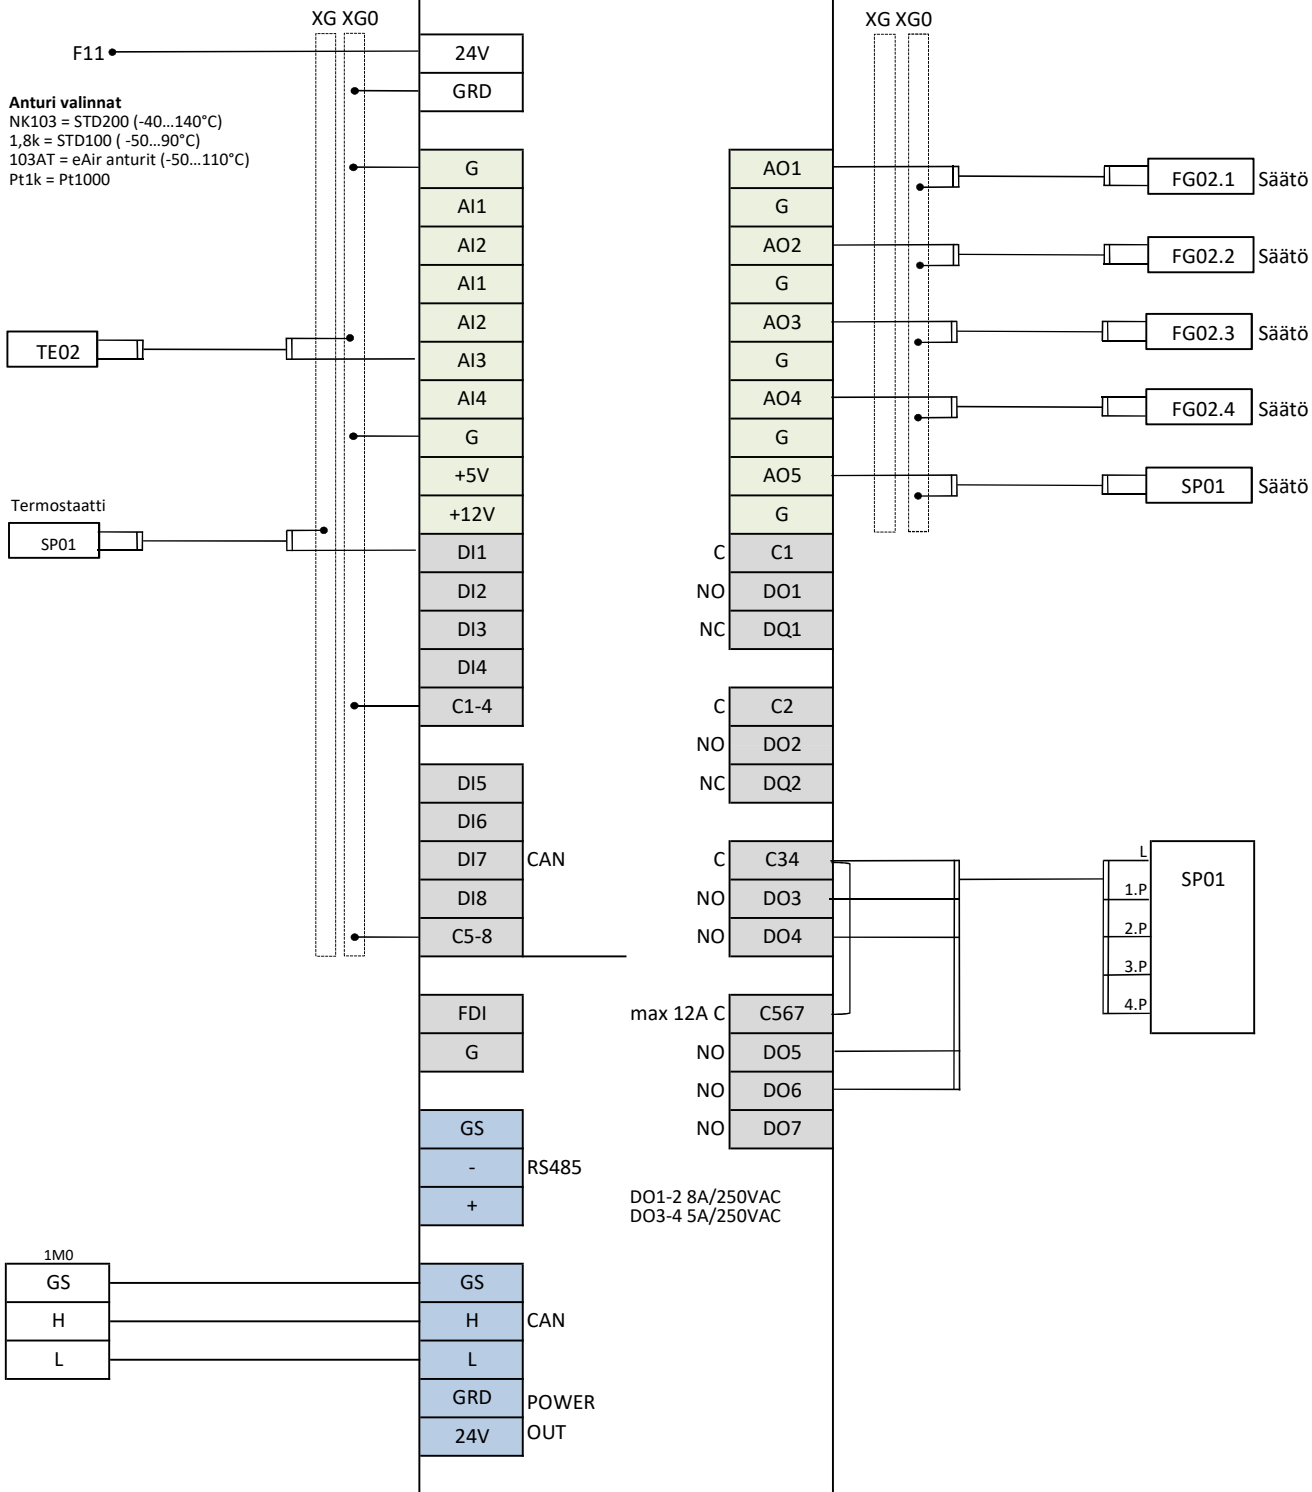 XG XG0
F11
24V
GRD
Anturi valinnat
NK103 = STD200 (-40...140°C)
1,8k = STD100 ( -50...90°C)
103AT = eAir anturit (-50...110°C)
Pt1k = Pt1000
G
AI1
AI2
AI1
AI2
TE02
AI3
AI4
G
+5V
Termostaatti
+12V
SP01
DI1
DI2
DI3
DI4
C1-4
DI5
DI6
DI7 CAN
DI8
C5-8
FDI
G
GS
- RS485
+
1M0
GS
H
L
GS
H CAN
L
GRD POWER
24V OUT
XG XG0
AO1
FG02.1 Säätö
G
AO2
FG02.2 Säätö
G
AO3
FG02.3 Säätö
G
AO4
FG02.4 Säätö
G
AO5
SP01 Säätö
G
C C1
NO DO1
NC DQ1
C C2
NO DO2
NC DQ2
C C34
NO DO3
NO DO4
max 12A C C567
NO DO5
NO DO6
NO DO7
L
SP01
1.P
2.P
3.P
4.P
DO1-2 8A/250VAC
DO3-4 5A/250VAC